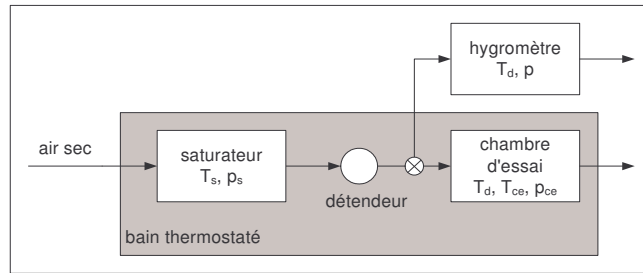 hygromètre
T_d, p
air sec
saturateur
T_s, p_s
détendeur
chambre
d'essai
T_d, T_ce, p_ce
bain thermostaté